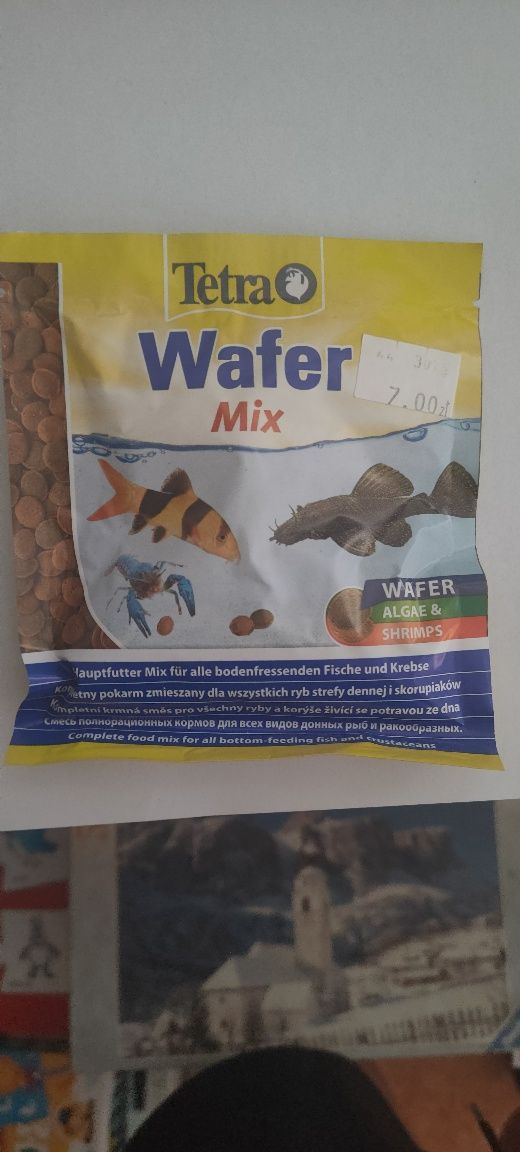 Tetra
Wafer
Mix
7.00zł
WAFER
ALGAE &
SHRIMPS
Hauptfutter Mix für alle bodenfressenden Fische und Krebse
pokarm zmieszany dla wszystkich ryb strefy dennej i skorupiaków
Kompletní krmná směs pro všechny ryby a korýše živící se potravou ze dna
Смесь полнорационных кормов для всех видов донных рыб и ракообразных.
Complete food mix for all bottom-feeding fish and crustaceans